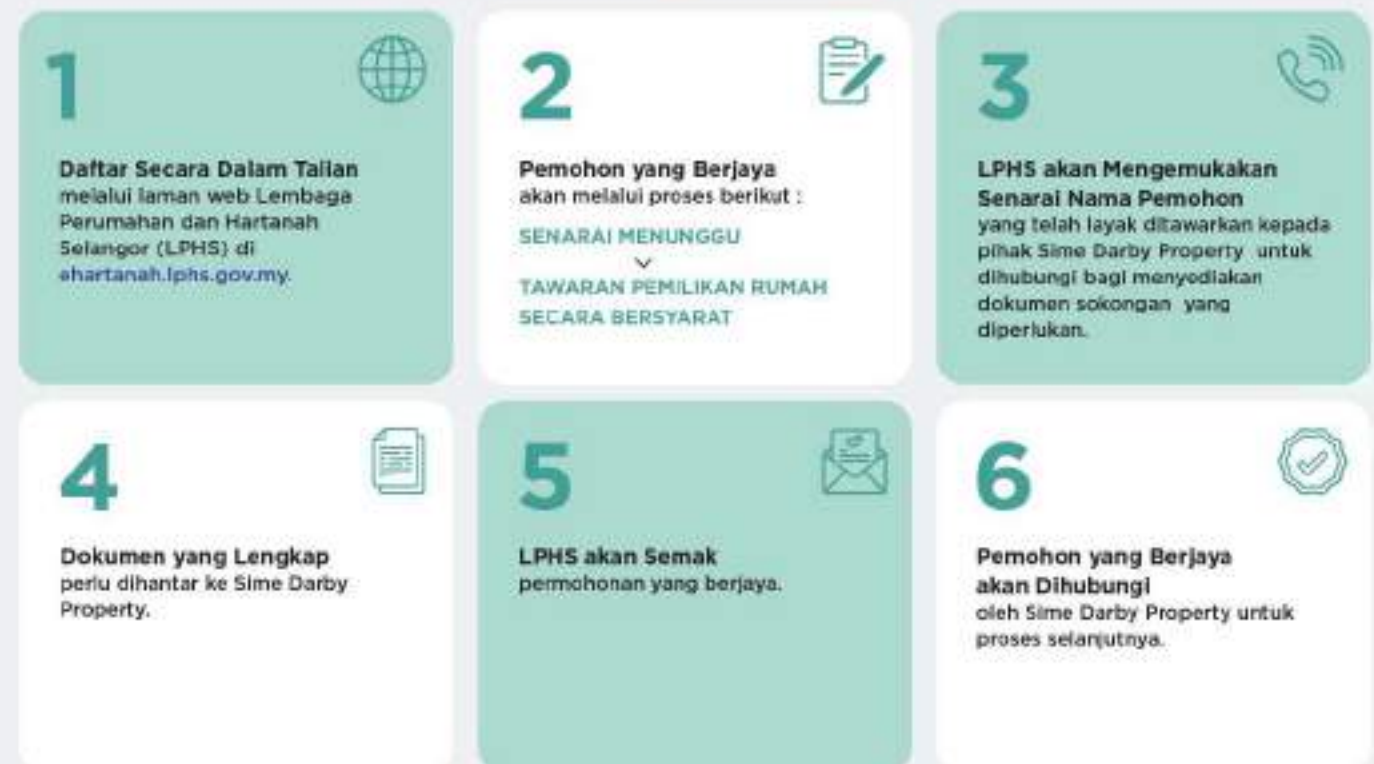 1
Daftar Secara Dalam Talian
melalui laman web Lembaga
Perumahan dan Hartanah
Selangor (LPHS) di
ehartanah.lphs.gov.my.
2
Pemohon yang Berjaya
akan melalui proses berikut :
SENARAI MENUNGGU
TAWARAN PEMILIKAN RUMAH
SECARA BERSYARAT
3
LPHS akan Mengemukakan
Senarai Nama Pemohon
yang telah layak ditawarkan kepada
pihak Sime Darby Property untuk
dihubungi bagi menyediakan
dokumen sokongan yang
diperlukan.
4
Dokumen yang Lengkap
perlu dihantar ke Sime Darby
Property.
5
LPHS akan Semak
permohonan yang berjaya.
6
Pemohon yang Berjaya
akan Dihubungi
oleh Sime Darby Property untuk
proses selanjutnya.